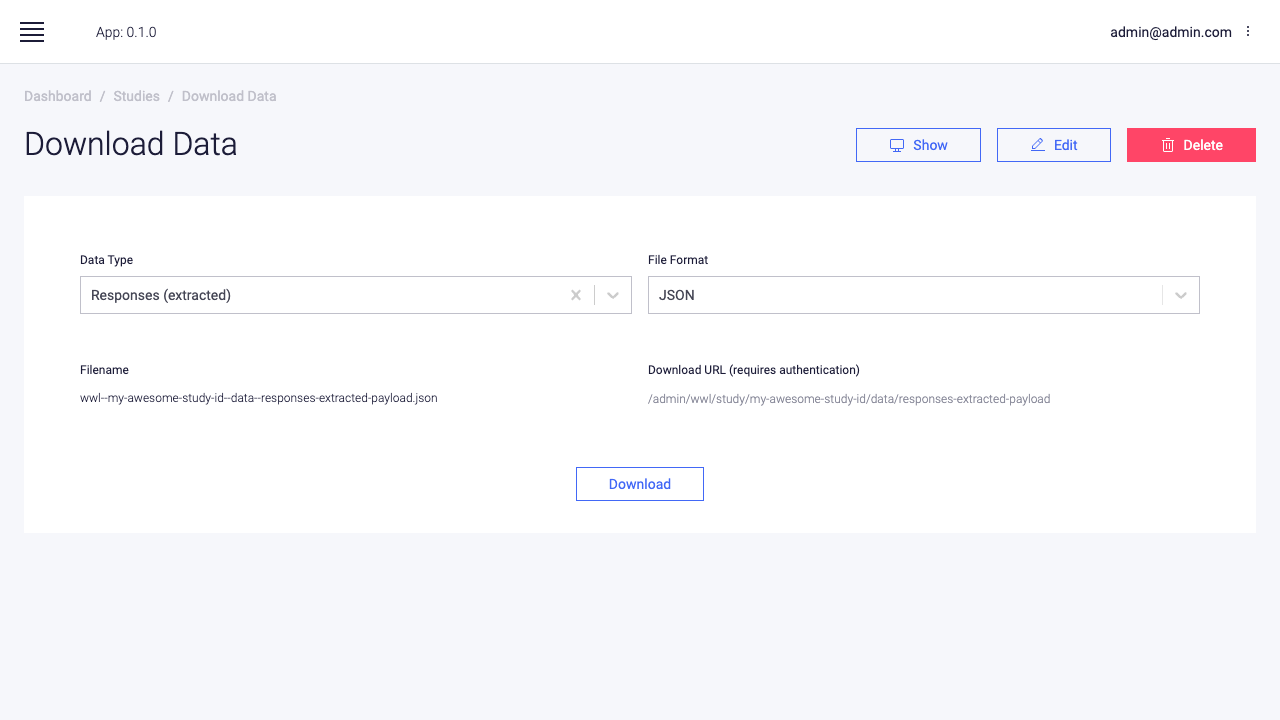 App: 0.1.0
admin@admin.com
Dashboard / Studies / Download Data
Download Data
Show
Edit
Delete
Data Type
File Format
Responses (extracted)
JSON
Filename
Download URL (requires authentication)
wwl--my-awesome-study-id--data--responses-extracted-payload.json
/admin/wwl/study/my-awesome-study-id/data/responses-extracted-payload
Download